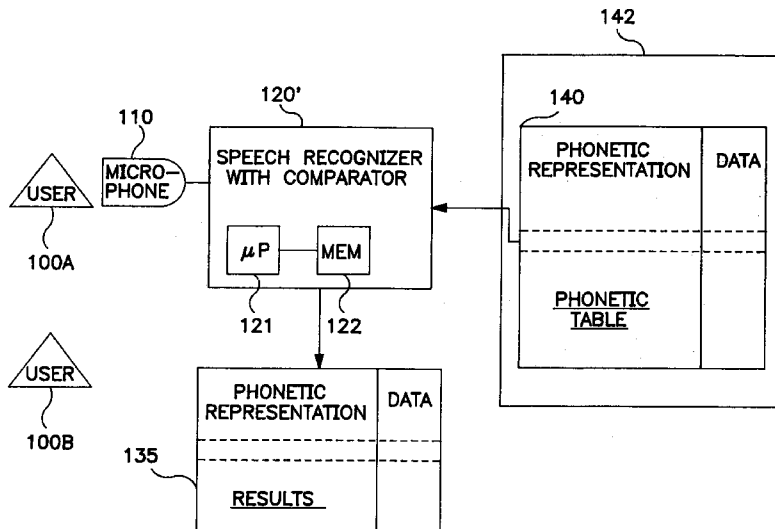 142
120'
140
110
MICRO-
PHONE
SPEECH RECOGNIZER
WITH COMPARATOR
PHONETIC
REPRESENTATION
DATA
USER
100A
μP
MEM
121
122
PHONETIC
TABLE
USER
100B
PHONETIC
REPRESENTATION
DATA
135
RESULTS